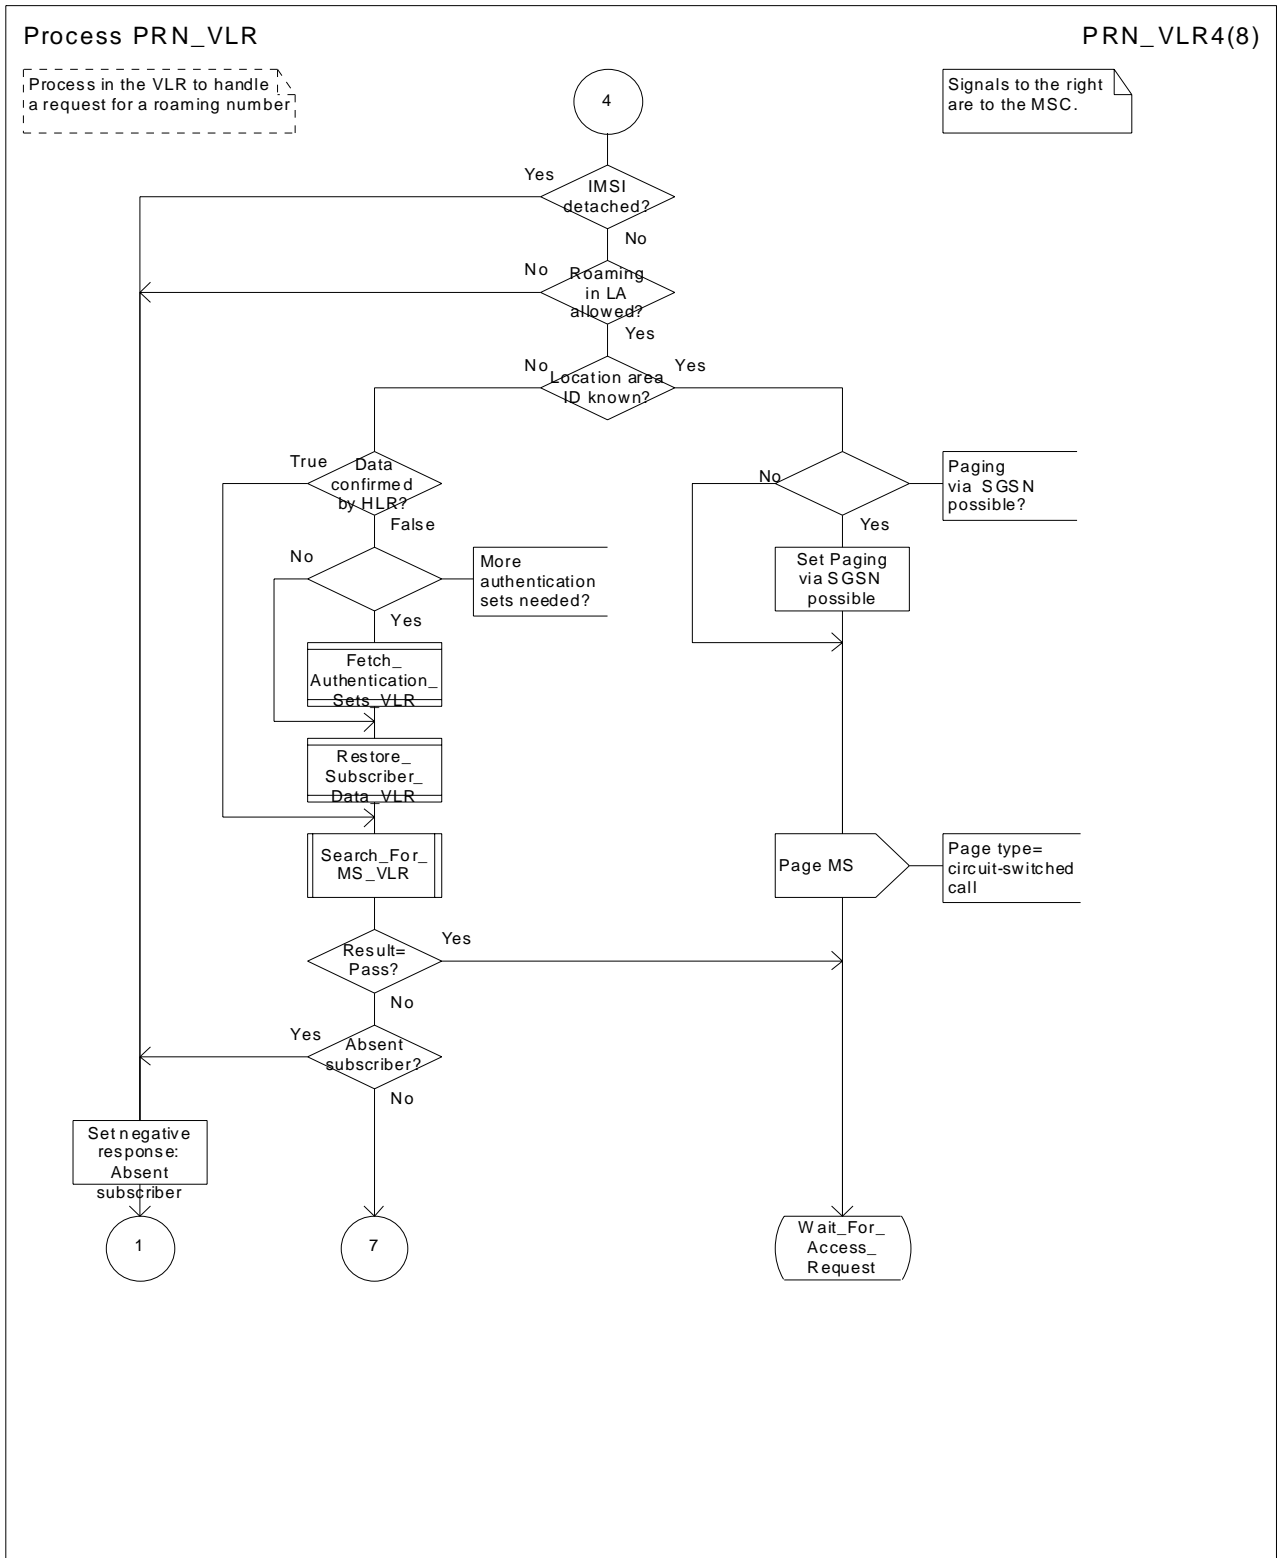 Process PRN_VLR
PRN_VLR4(8)
Process in the VLR to handle
a request for a roaming number
4
Signals to the right
are to the MSC.
Yes
IMSI
detached?
No
No
Roaming
in LA
allowed?
Yes
No
Location area
ID known?
Yes
True
Data
confirmed
by HLR?
False
No
Paging
via SGSN
possible?
Yes
No
More
authentication
sets needed?
Yes
Set Paging
via SGSN
possible
Fetch_
Authentication_
Sets_VLR
Restore_
Subscriber_
Data_VLR
Search_For_
MS_VLR
Page MS
Page type=
circuit-switched
call
Result=
Pass?
Yes
No
Yes
Absent
subscriber?
No
Set negative
response:
Absent
subscriber
1
7
Wait_For_
Access_
Request